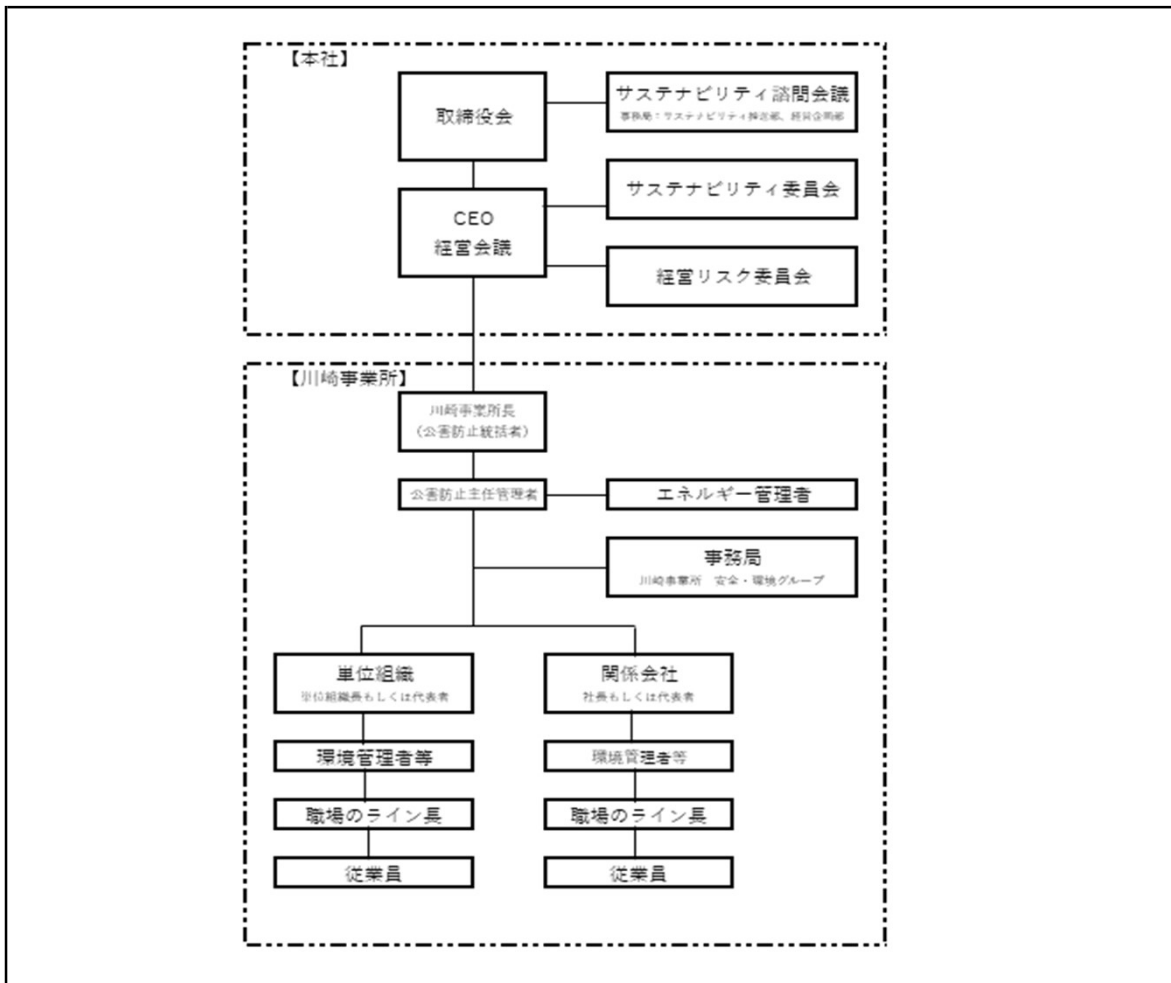 【本社】
取締役会
サステナビリティ諮問会議
事務局：サステナビリティ推進部、経営企画部
CEO
経営会議
サステナビリティ委員会
経営リスク委員会
【川崎事業所】
川崎事業所長
（公害防止統括者）
公害防止主任管理者
エネルギー管理者
事務局
川崎事業所　安全・環境グループ
単位組織
単位組織長もしくは代表者
関係会社
社長もしくは代表者
環境管理者等
環境管理者等
職場のライン長
職場のライン長
従業員
従業員